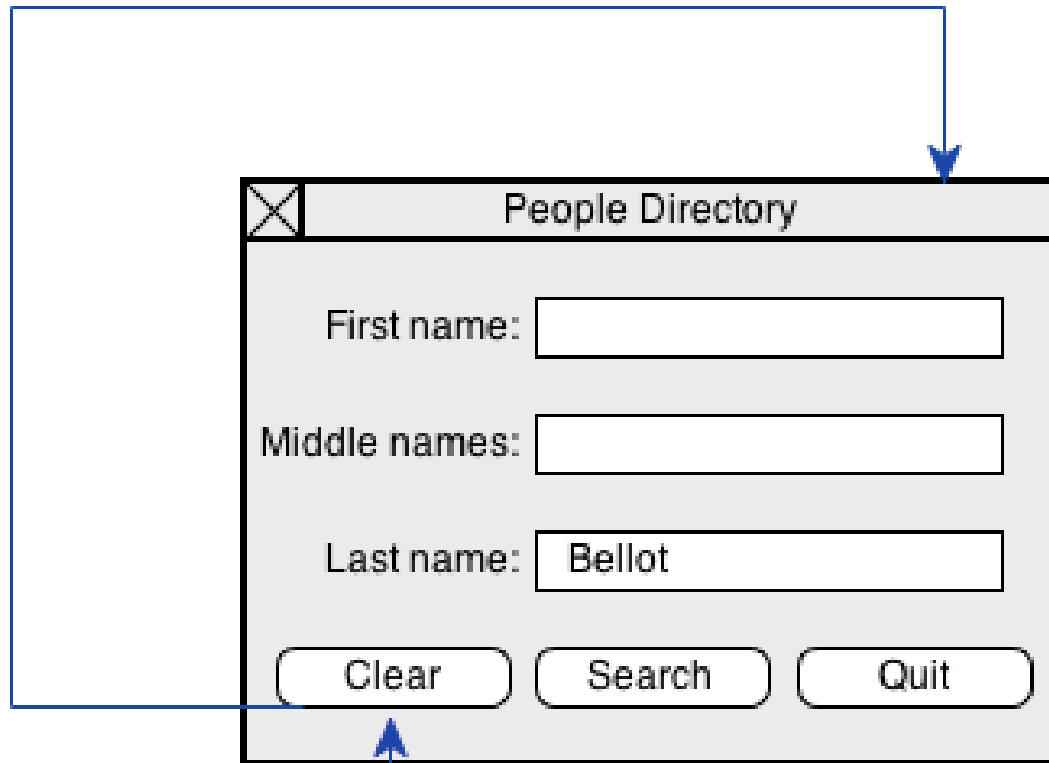 People Directory
First name:
Middle names:
Last name: Bellot
Clear Search Quit